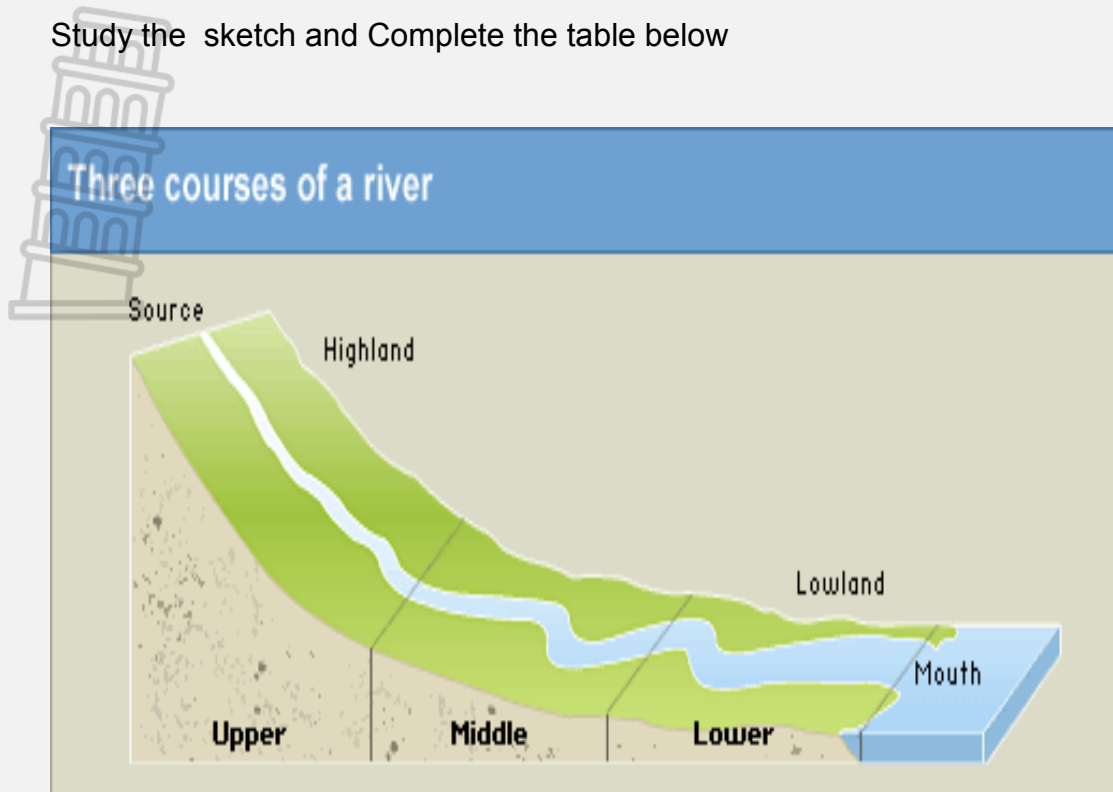 Study the sketch and Complete the table below
Three courses of a river
Source
Highland
Lowland
Mouth
Upper
Middle
Lower